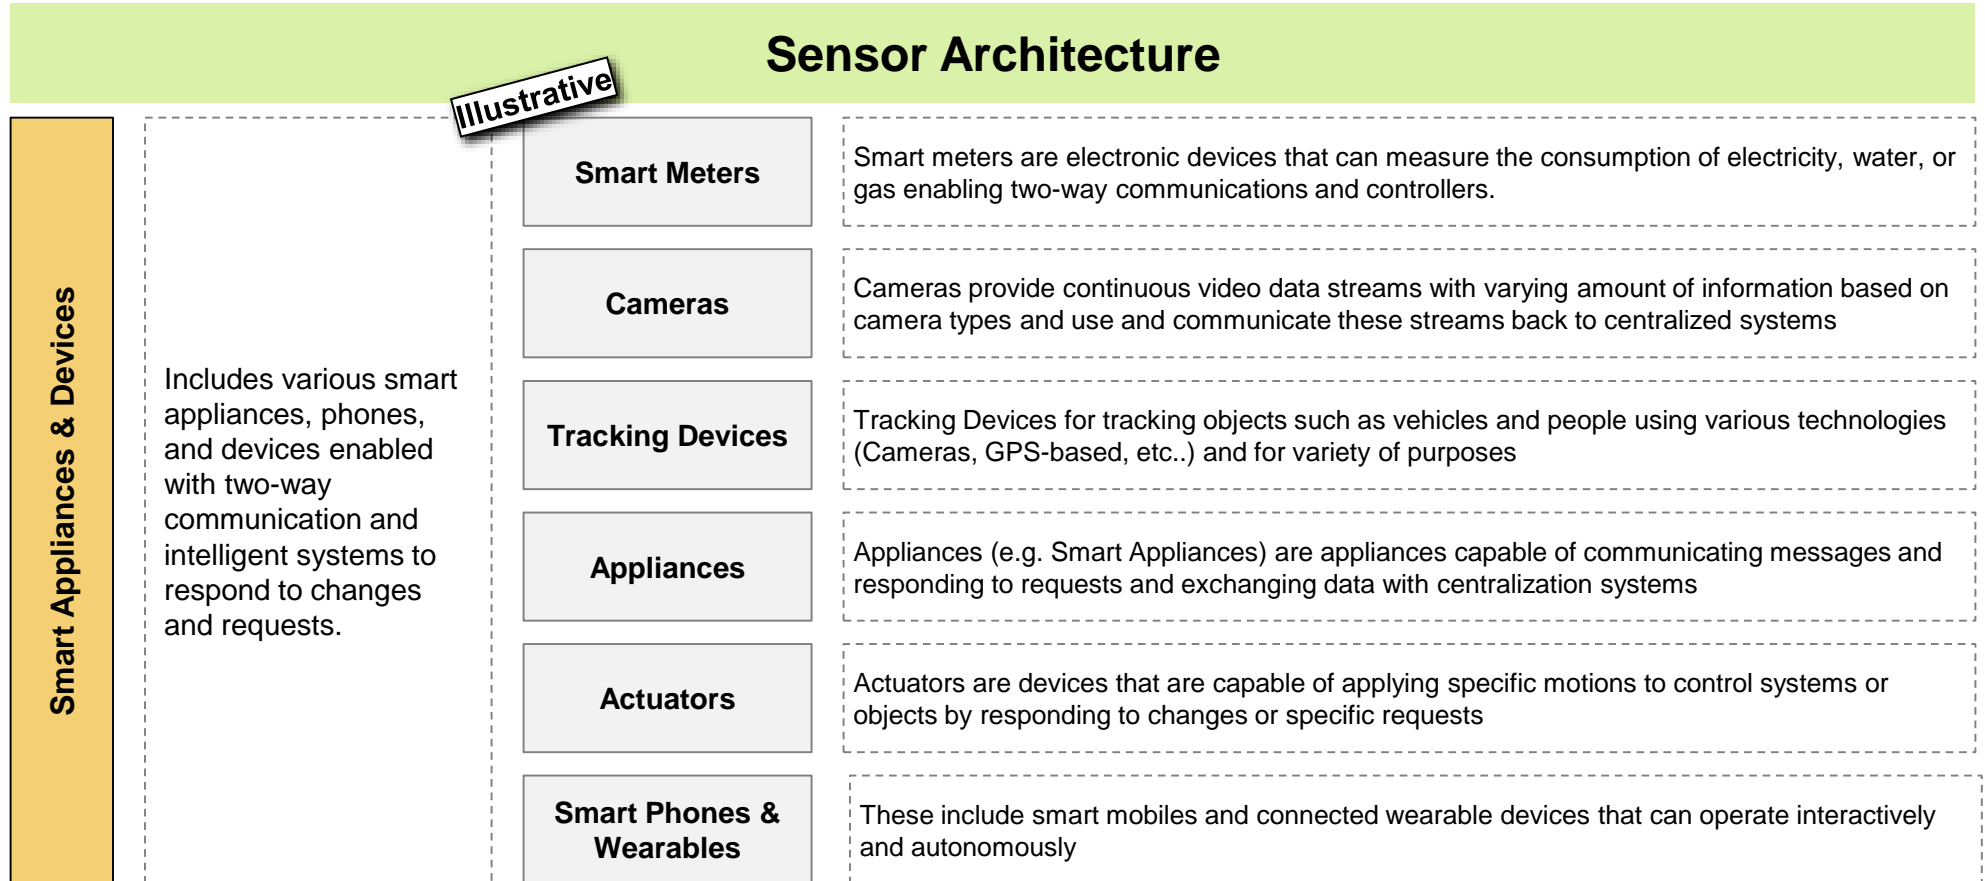 Sensor Architecture
Illustrative
Smart Appliances & Devices
Includes various smart
appliances, phones,
and devices enabled
with two-way
communication and
intelligent systems to
respond to changes
and requests.
Smart Meters
Smart meters are electronic devices that can measure the consumption of electricity, water, or
gas enabling two-way communications and controllers.
Cameras
Cameras provide continuous video data streams with varying amount of information based on
camera types and use and communicate these streams back to centralized systems
Tracking Devices
Tracking Devices for tracking objects such as vehicles and people using various technologies
(Cameras, GPS-based, etc..) and for variety of purposes
Appliances
Appliances (e.g. Smart Appliances) are appliances capable of communicating messages and
responding to requests and exchanging data with centralization systems
Actuators
Actuators are devices that are capable of applying specific motions to control systems or
objects by responding to changes or specific requests
Smart Phones &
Wearables
These include smart mobiles and connected wearable devices that can operate interactively
and autonomously